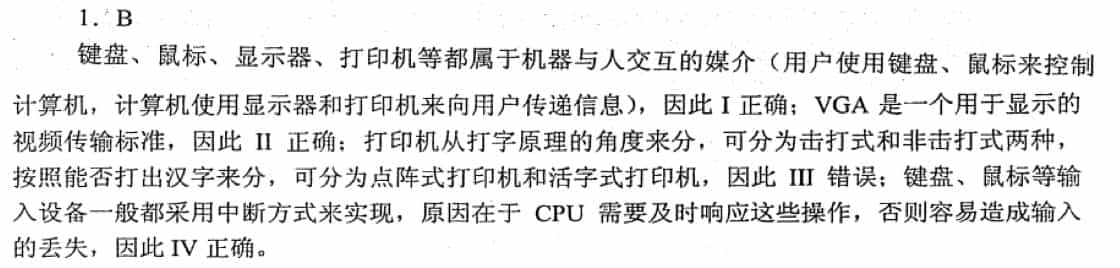 1. B
键盘、鼠标、显示器、打印机等都属于机器与人交互的媒介（用户使用键盘、鼠标来控制
计算机，计算机使用显示器和打印机来向用户传递信息），因此 I 正确；VGA 是一个用于显示的
视频传输标准，因此 II 正确；打印机从打字原理的角度来分，可分为击打式和非击打式两种，
按照能否打出汉字来分，可分为点阵式打印机和活字式打印机，因此 III 错误；键盘、鼠标等输
入设备一般都采用中断方式来实现，原因在于 CPU 需要及时响应这些操作，否则容易造成输入
的丢失，因此 IV 正确。